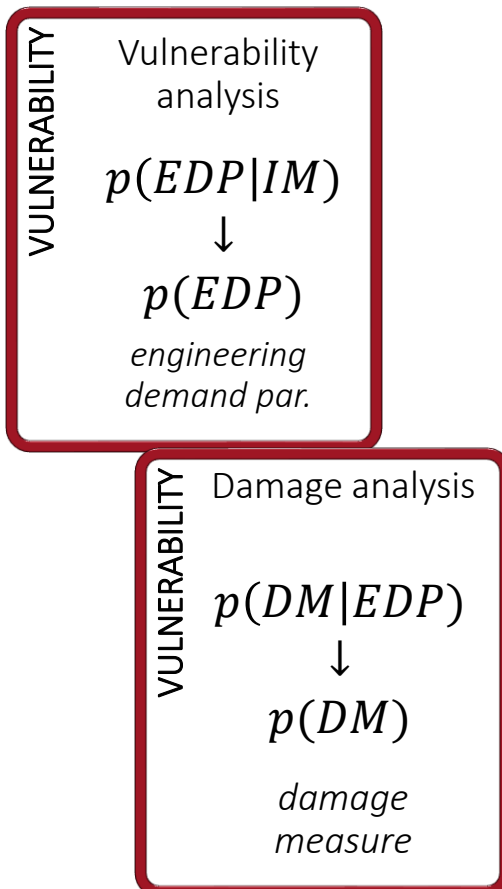 VULNERABILITY
Vulnerability
analysis
p(EDP|IM)
↓
p(EDP)
engineering
demand par.
VULNERABILITY
Damage analysis
p(DM|EDP)
↓
p(DM)
damage
measure